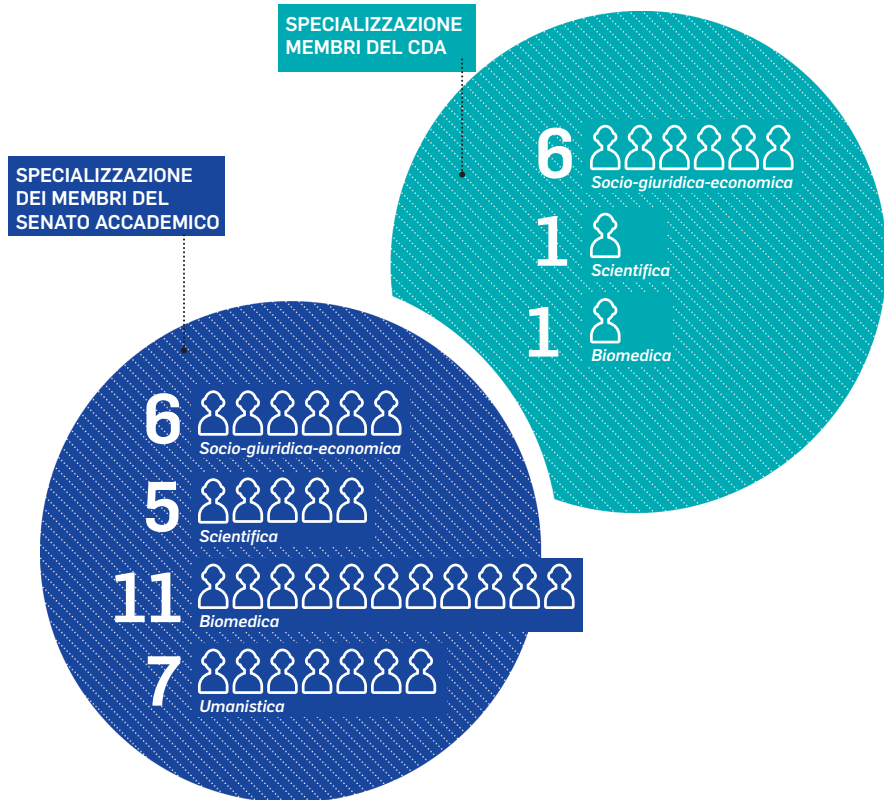 SPECIALIZZAZIONE
MEMBRI DEL CDA
6
Socio-giuridica-economica
1
Scientifica
1
Biomedica
SPECIALIZZAZIONE
DEI MEMBRI DEL
SENATO ACCADEMICO
6
Socio-giuridica-economica
5
Scientifica
11
Biomedica
7
Umanistica